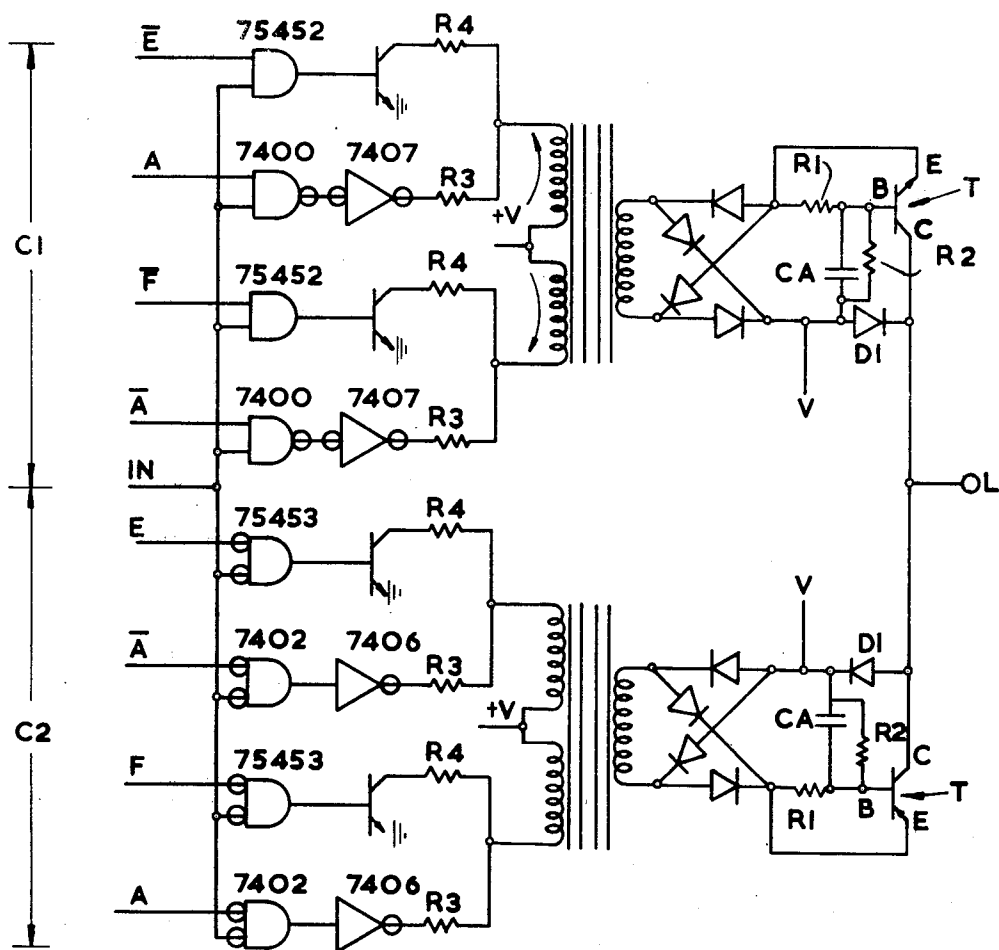 E̅ 75452 R4
A 7400 7407 R3
+V
F̅ 75452 R4
A̅ 7400 7407 R3
R1 B E T
C
CA R2
D1
V
C1
IN
L
E 75453 R4
A̅ 7402 7406 R3
+V
F 75453 R4
A 7402 7406 R3
V
D1
CA R2 C
R1 B E T
C2